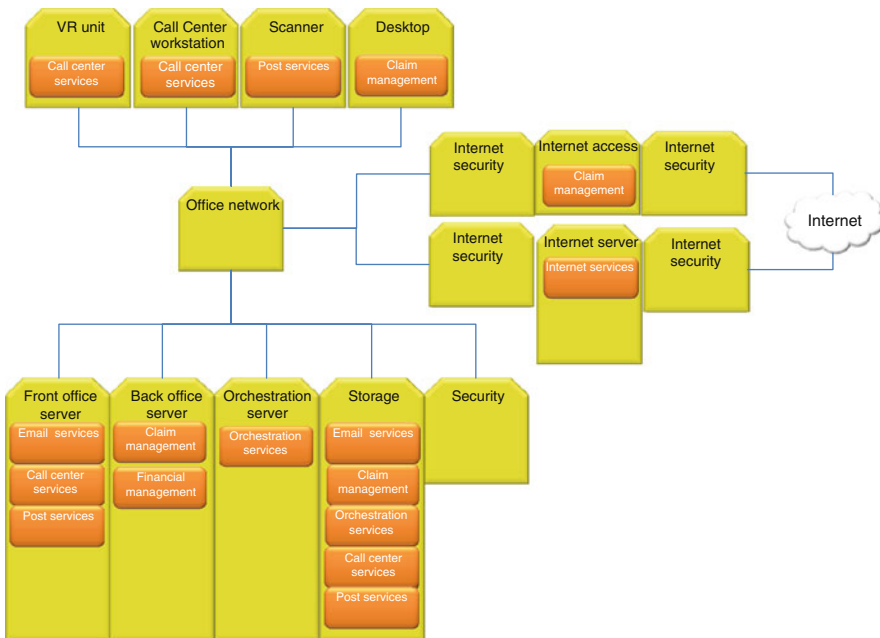 VR unit
Call center
services
Call Center
workstation
Call center
services
Scanner
Post services
Desktop
Claim
management
Office network
Internet
security
Internet access
Claim
management
Internet
security
Internet
Internet
security
Internet server
Internet services
Internet
security
Front office
server
Email services
Call center
services
Post services
Back office
server
Claim
management
Financial
management
Orchestration
server
Orchestration
services
Storage
Email services
Claim
management
Orchestration
services
Call center
services
Post services
Security